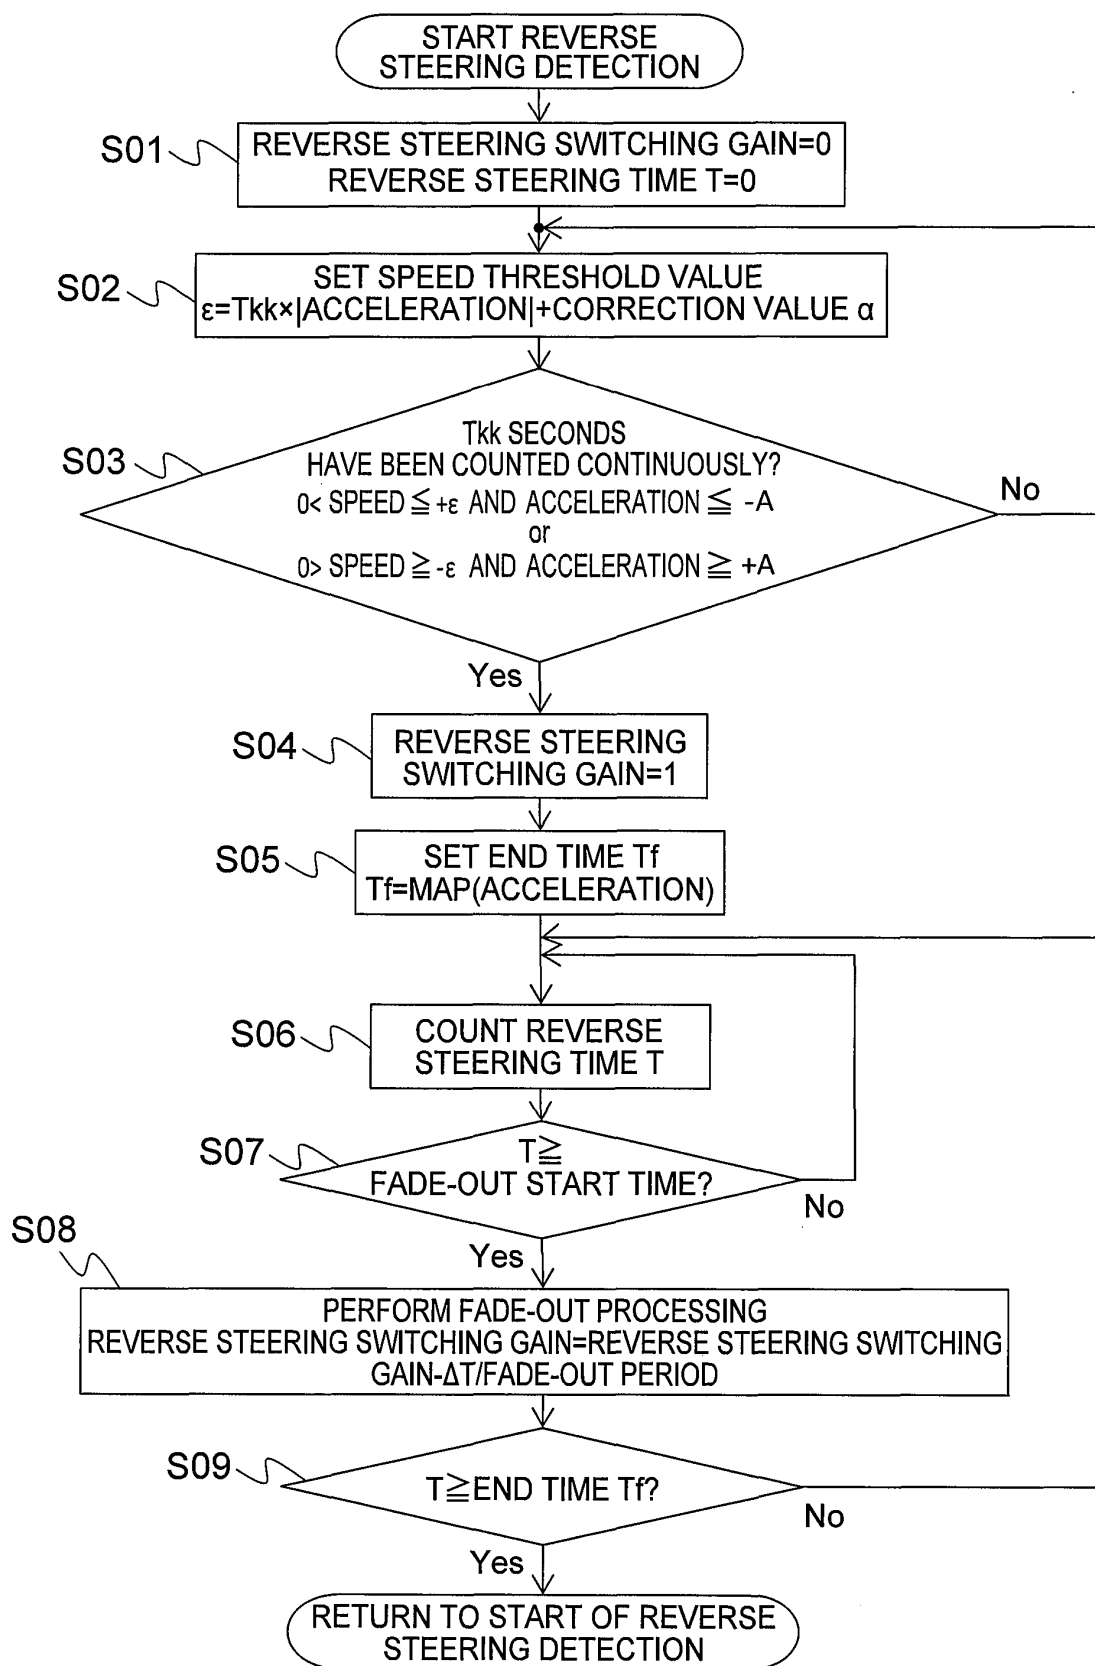 START REVERSE
STEERING DETECTION
S01
REVERSE STEERING SWITCHING GAIN=0
REVERSE STEERING TIME T=0
S02
SET SPEED THRESHOLD VALUE
ε=Tkk×|ACCELERATION|+CORRECTION VALUE α
S03
Tkk SECONDS
HAVE BEEN COUNTED CONTINUOUSLY?
0< SPEED ≦ +ε AND ACCELERATION ≦ -A
or
0> SPEED ≧ -ε AND ACCELERATION ≧ +A
No
Yes
S04
REVERSE STEERING
SWITCHING GAIN=1
S05
SET END TIME Tf
Tf=MAP(ACCELERATION)
S06
COUNT REVERSE
STEERING TIME T
S07
T≧
FADE-OUT START TIME?
No
Yes
S08
PERFORM FADE-OUT PROCESSING
REVERSE STEERING SWITCHING GAIN=REVERSE STEERING SWITCHING
GAIN-ΔT/FADE-OUT PERIOD
S09
T≧END TIME Tf?
No
Yes
RETURN TO START OF REVERSE
STEERING DETECTION